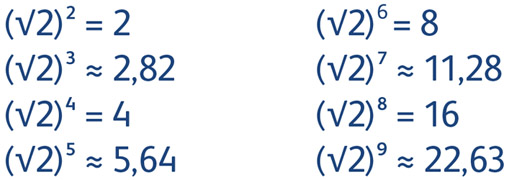 (√2)² = 2
(√2)³ ≈ 2,82
(√2)⁴ = 4
(√2)⁵ ≈ 5,64
(√2)⁶ = 8
(√2)⁷ ≈ 11,28
(√2)⁸ = 16
(√2)⁹ ≈ 22,63